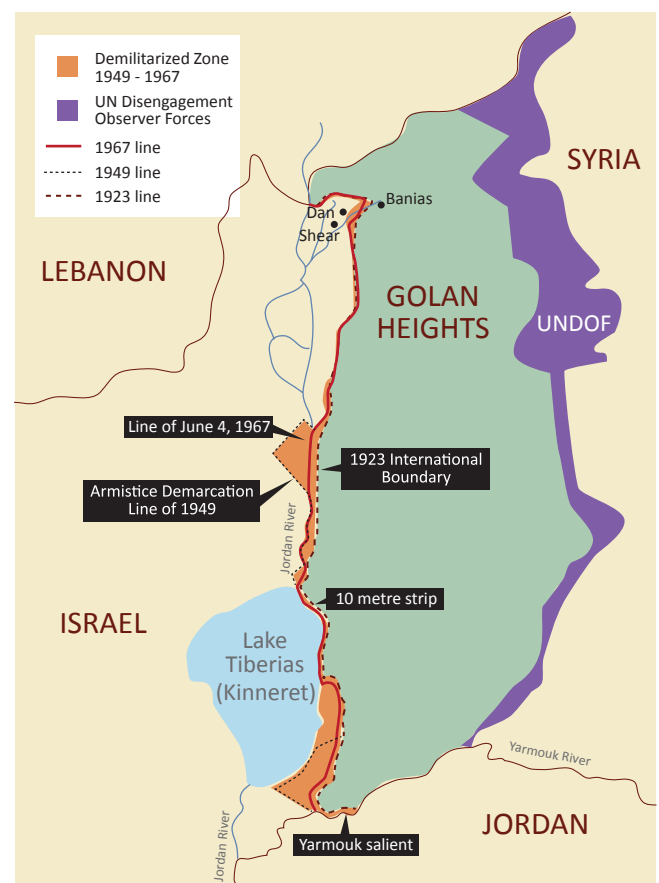 Demilitarized Zone
1949 - 1967
UN Disengagement
Observer Forces
1967 line
1949 line
1923 line
SYRIA
Banias
Dan
Shear
LEBANON
GOLAN
HEIGHTS
UNDOF
Line of June 4, 1967
1923 International
Boundary
Armistice Demarcation
Line of 1949
Jordan River
10 metre strip
ISRAEL
Lake
Tiberias
(Kinneret)
Yarmouk River
Jordan River
JORDAN
Yarmouk salient